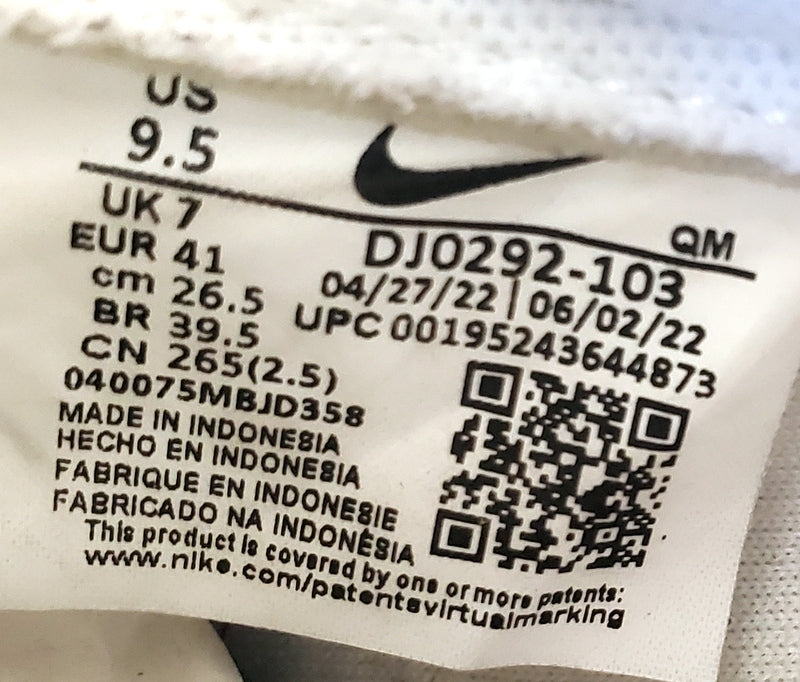 US
9.5
UK 7
EUR 41
cm 26.5
BR 39.5
CN 265(2.5)
040075MBJD358
QM
DJ0292-103
04/27/22 | 06/02/22
UPC 00195243644873
MADE IN INDONESIA
HECHO EN INDONESIA
FABRIQUE EN INDONESIE
FABRICADO NA INDONÉSIA
This product is covered by one or more patents:
www.nike.com/patentsvirtualmarking